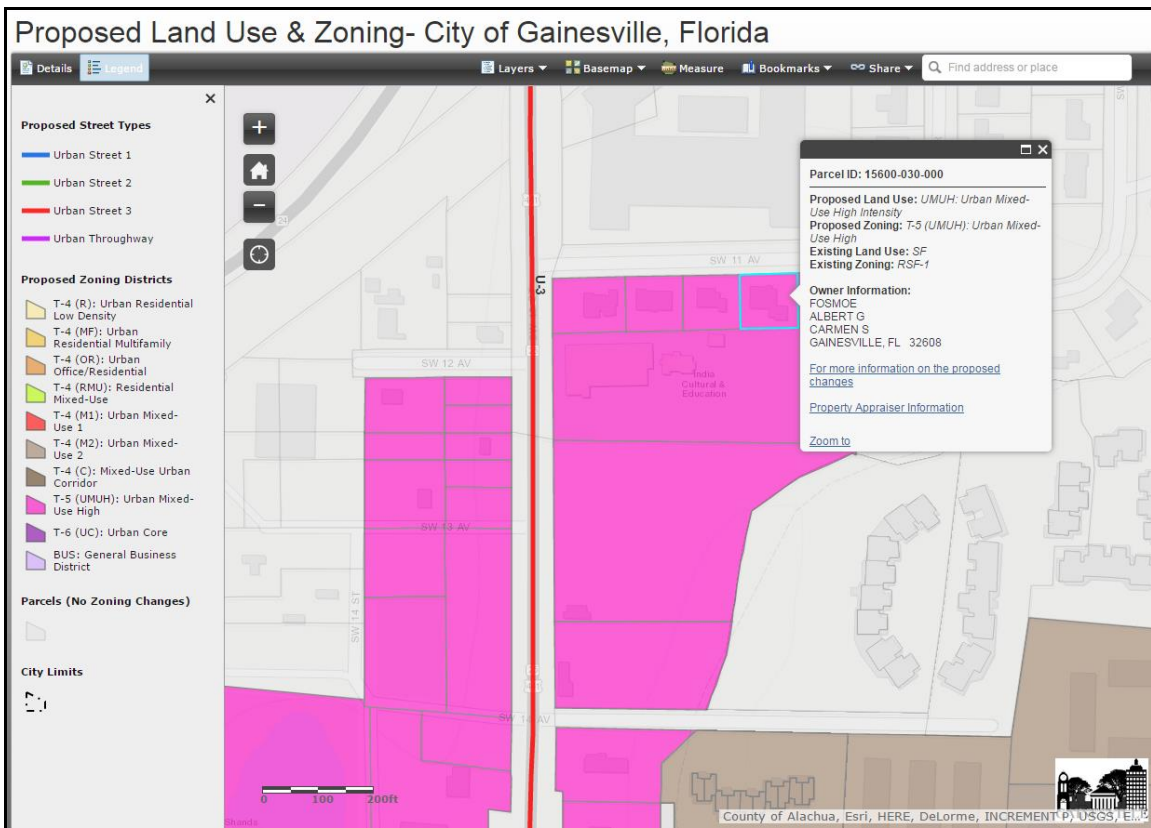 Proposed Land Use & Zoning- City of Gainesville, Florida
Details
Legend
Layers
Basemap
Measure
Bookmarks
Share
Find address or place
Proposed Street Types
Urban Street 1
Urban Street 2
Urban Street 3
Urban Throughway
Proposed Zoning Districts
T-4 (R): Urban Residential
Low Density
T-4 (MF): Urban
Residential Multifamily
T-4 (OR): Urban
Office/Residential
T-4 (RMU): Residential
Mixed-Use
T-4 (M1): Urban Mixed-
Use 1
T-4 (M2): Urban Mixed-
Use 2
T-4 (C): Mixed-Use Urban
Corridor
T-5 (UMUH): Urban Mixed-
Use High
T-6 (UC): Urban Core
BUS: General Business
District
Parcels (No Zoning Changes)
City Limits
+
−
24
U-3
SW 11 AV
SW 12 AV
India
Cultural &
Education
SW 13 AV
SW 14 ST
SW 14 AV
Shands
SW
0 100 200ft
Parcel ID: 15600-030-000
Proposed Land Use: UMUH: Urban Mixed-
Use High Intensity
Proposed Zoning: T-5 (UMUH): Urban Mixed-
Use High
Existing Land Use: SF
Existing Zoning: RSF-1
Owner Information:
FOSMOE
ALBERT G
CARMEN S
GAINESVILLE, FL 32608
For more information on the proposed
changes
Property Appraiser Information
Zoom to
County of Alachua, Esri, HERE, DeLorme, INCREMENT P, USGS, E...